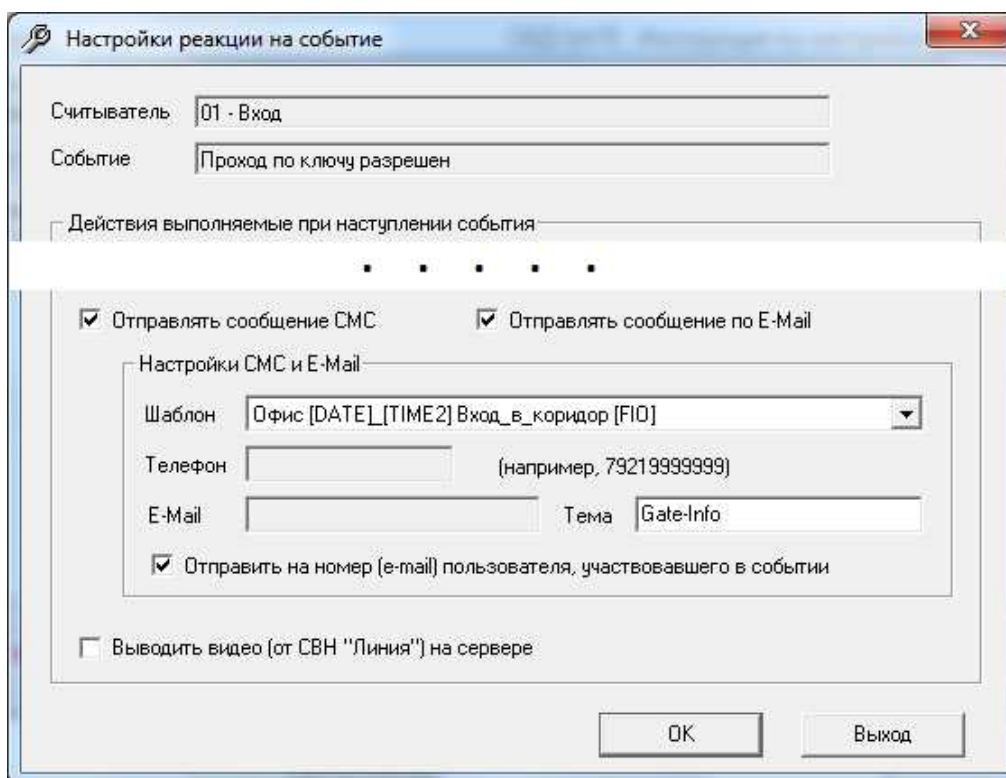 Настройки реакции на событие
Считыватель 01 - Вход
Событие Проход по ключу разрешен
Действия выполняемые при наступлении события
Отправлять сообщение СМС Отправлять сообщение по E-Mail
Настройки СМС и E-Mail
Шаблон Офис [DATE]_[TIME2] Вход_в_коридор [FIO]
Телефон (например, 79219999999)
E-Mail Тема Gate-Info
Отправить на номер (e-mail) пользователя, участвовавшего в событии
Выводить видео (от СВН "Линия") на сервере
OK Выход